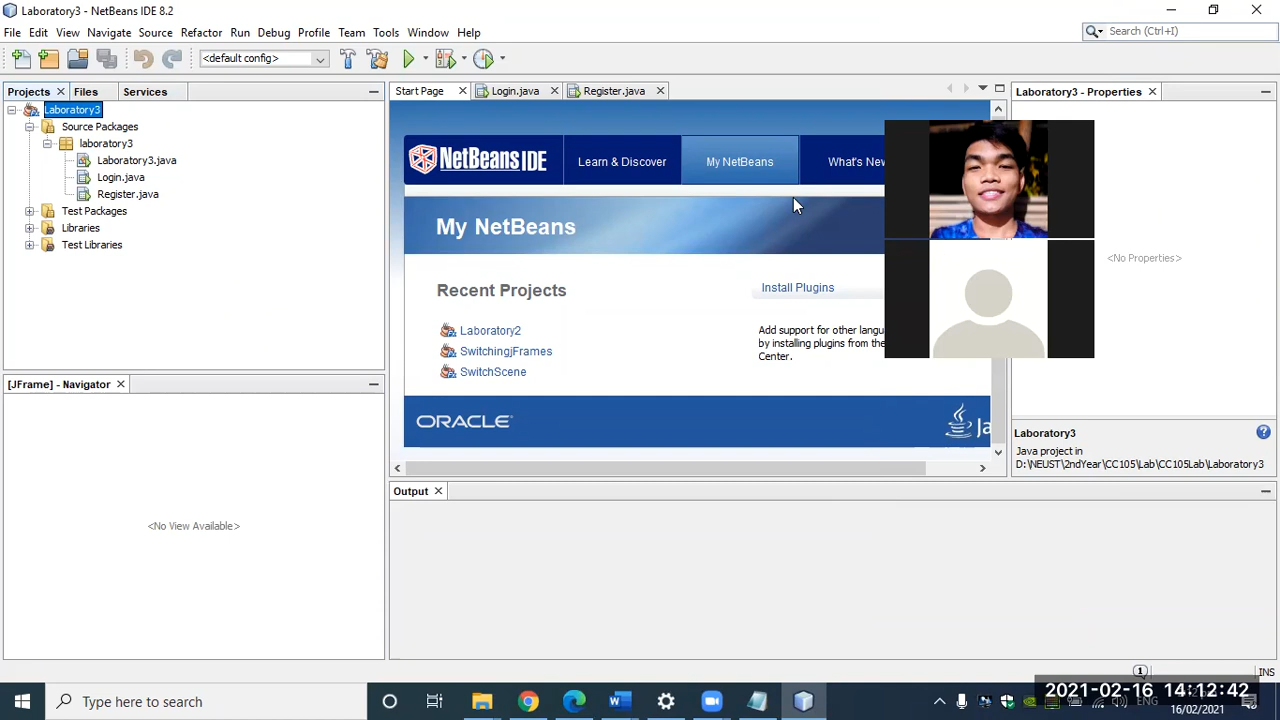 Laboratory3 - NetBeans IDE 8.2
File Edit View Navigate Source Refactor Run Debug Profile Team Tools Window Help
Search (Ctrl+I)
<default config>
Projects Files Services
Start Page Login.java Register.java
Laboratory3 - Properties
Laboratory3
Source Packages
laboratory3
Laboratory3.java
Login.java
Register.java
Test Packages
Libraries
Test Libraries
NetBeans IDE
Learn & Discover
My NetBeans
What's New
My NetBeans
Recent Projects
Laboratory2
SwitchingjFrames
SwitchScene
Install Plugins
Add support for other langu
by installing plugins from the
Center.
ORACLE
Ja
<No Properties>
Laboratory3
Java project in
D:\NEUST\2ndYear\CC105\Lab\CC105Lab\Laboratory3
[JFrame] - Navigator
<No View Available>
Output
1
INS
Type here to search
ENG
2021-02-16 14:12:42
16/02/2021